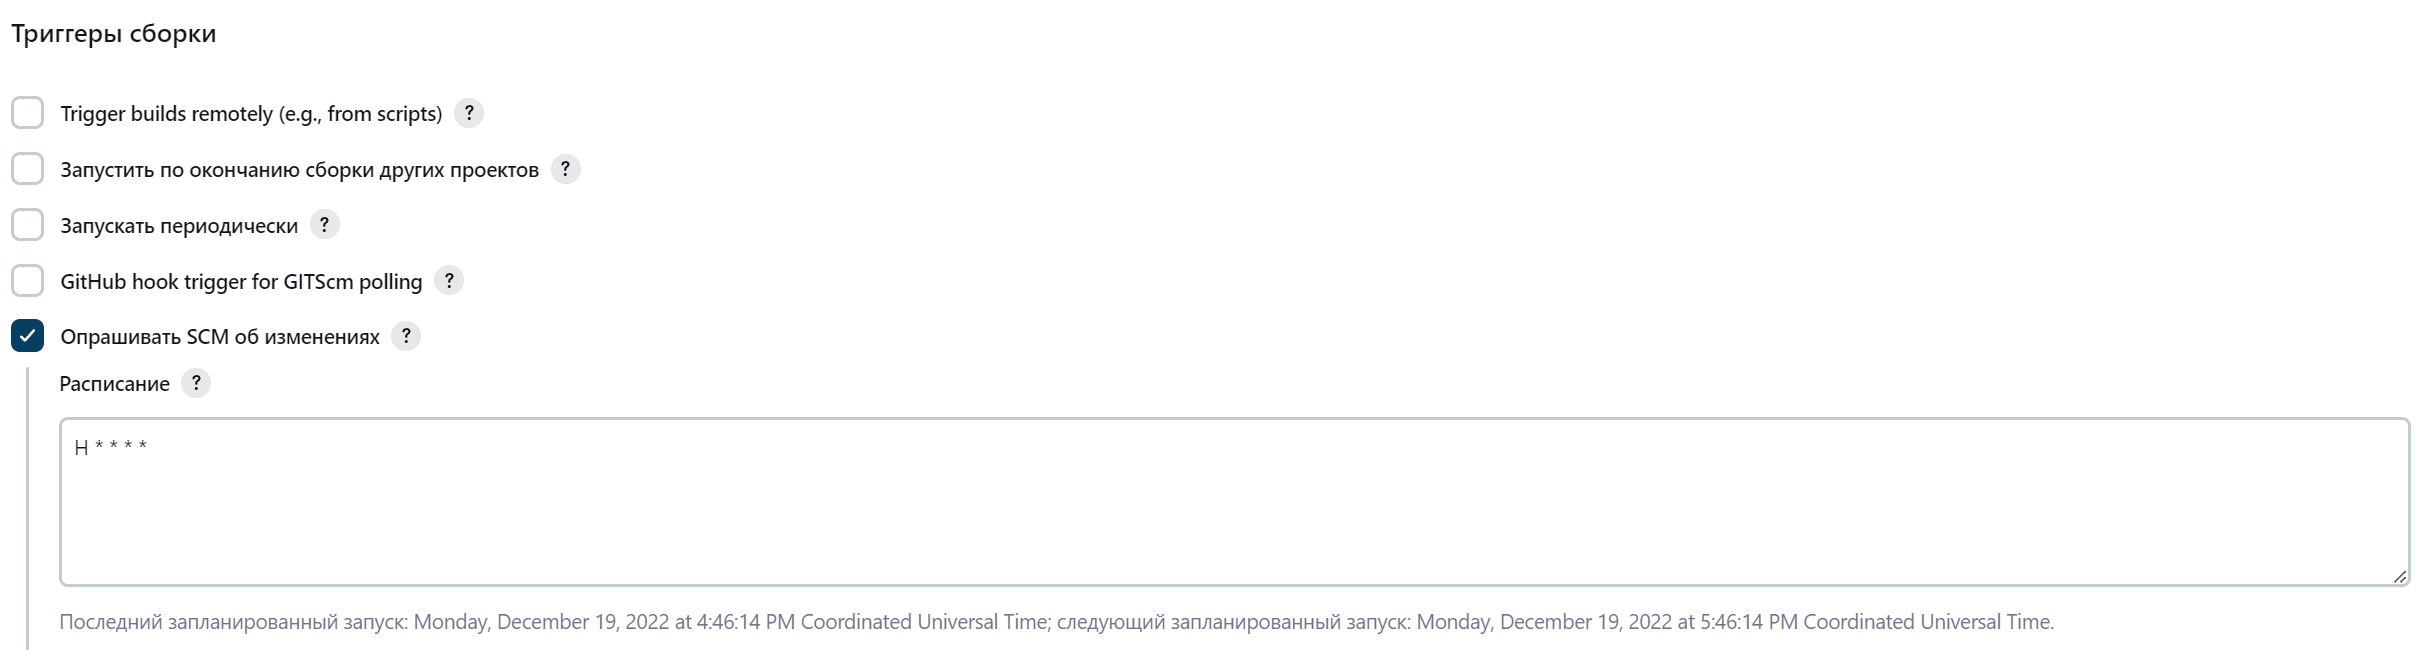 Триггеры сборки
Trigger builds remotely (e.g., from scripts) ?
Запустить по окончанию сборки других проектов ?
Запускать периодически ?
GitHub hook trigger for GITScm polling ?
Опрашивать SCM об изменениях ?
Расписание ?
H * * * *
Последний запланированный запуск: Monday, December 19, 2022 at 4:46:14 PM Coordinated Universal Time; следующий запланированный запуск: Monday, December 19, 2022 at 5:46:14 PM Coordinated Universal Time.